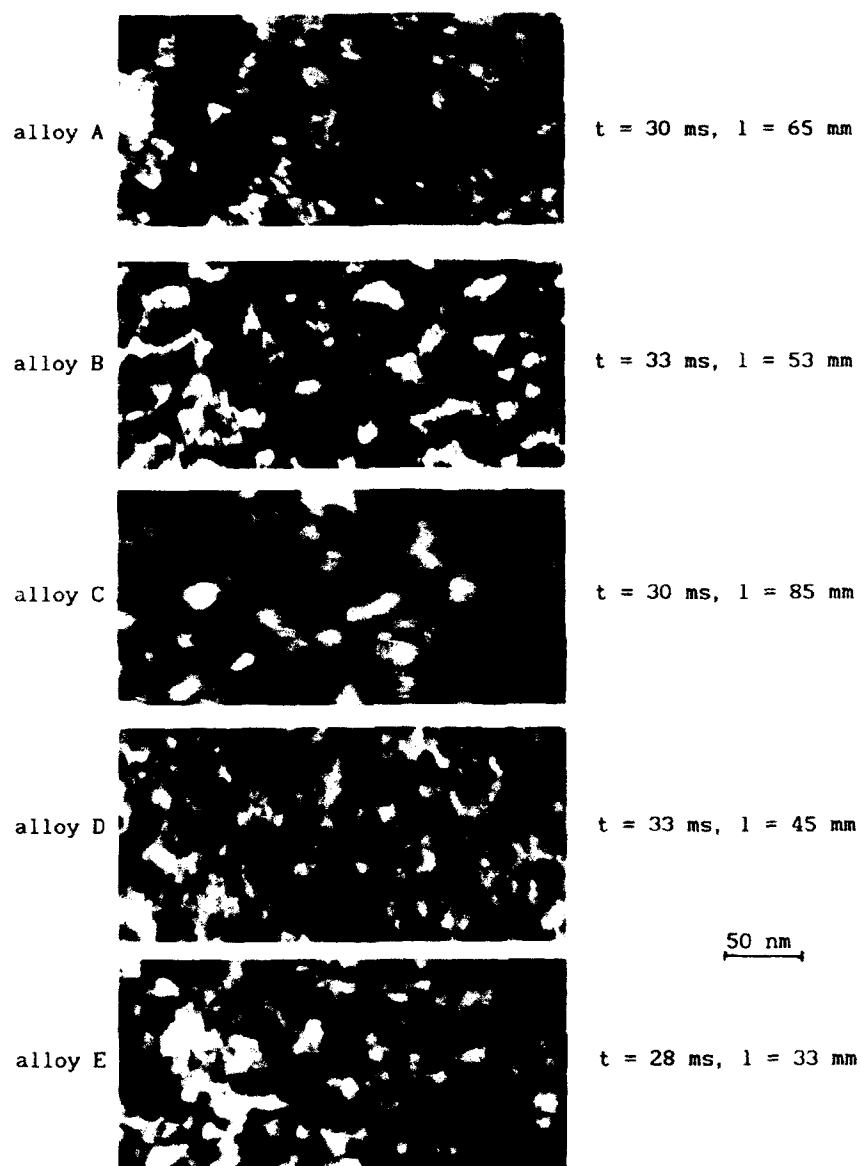 alloy A
t = 30 ms, l = 65 mm
alloy B
t = 33 ms, l = 53 mm
alloy C
t = 30 ms, l = 85 mm
alloy D
t = 33 ms, l = 45 mm
50 nm
alloy E
t = 28 ms, l = 33 mm